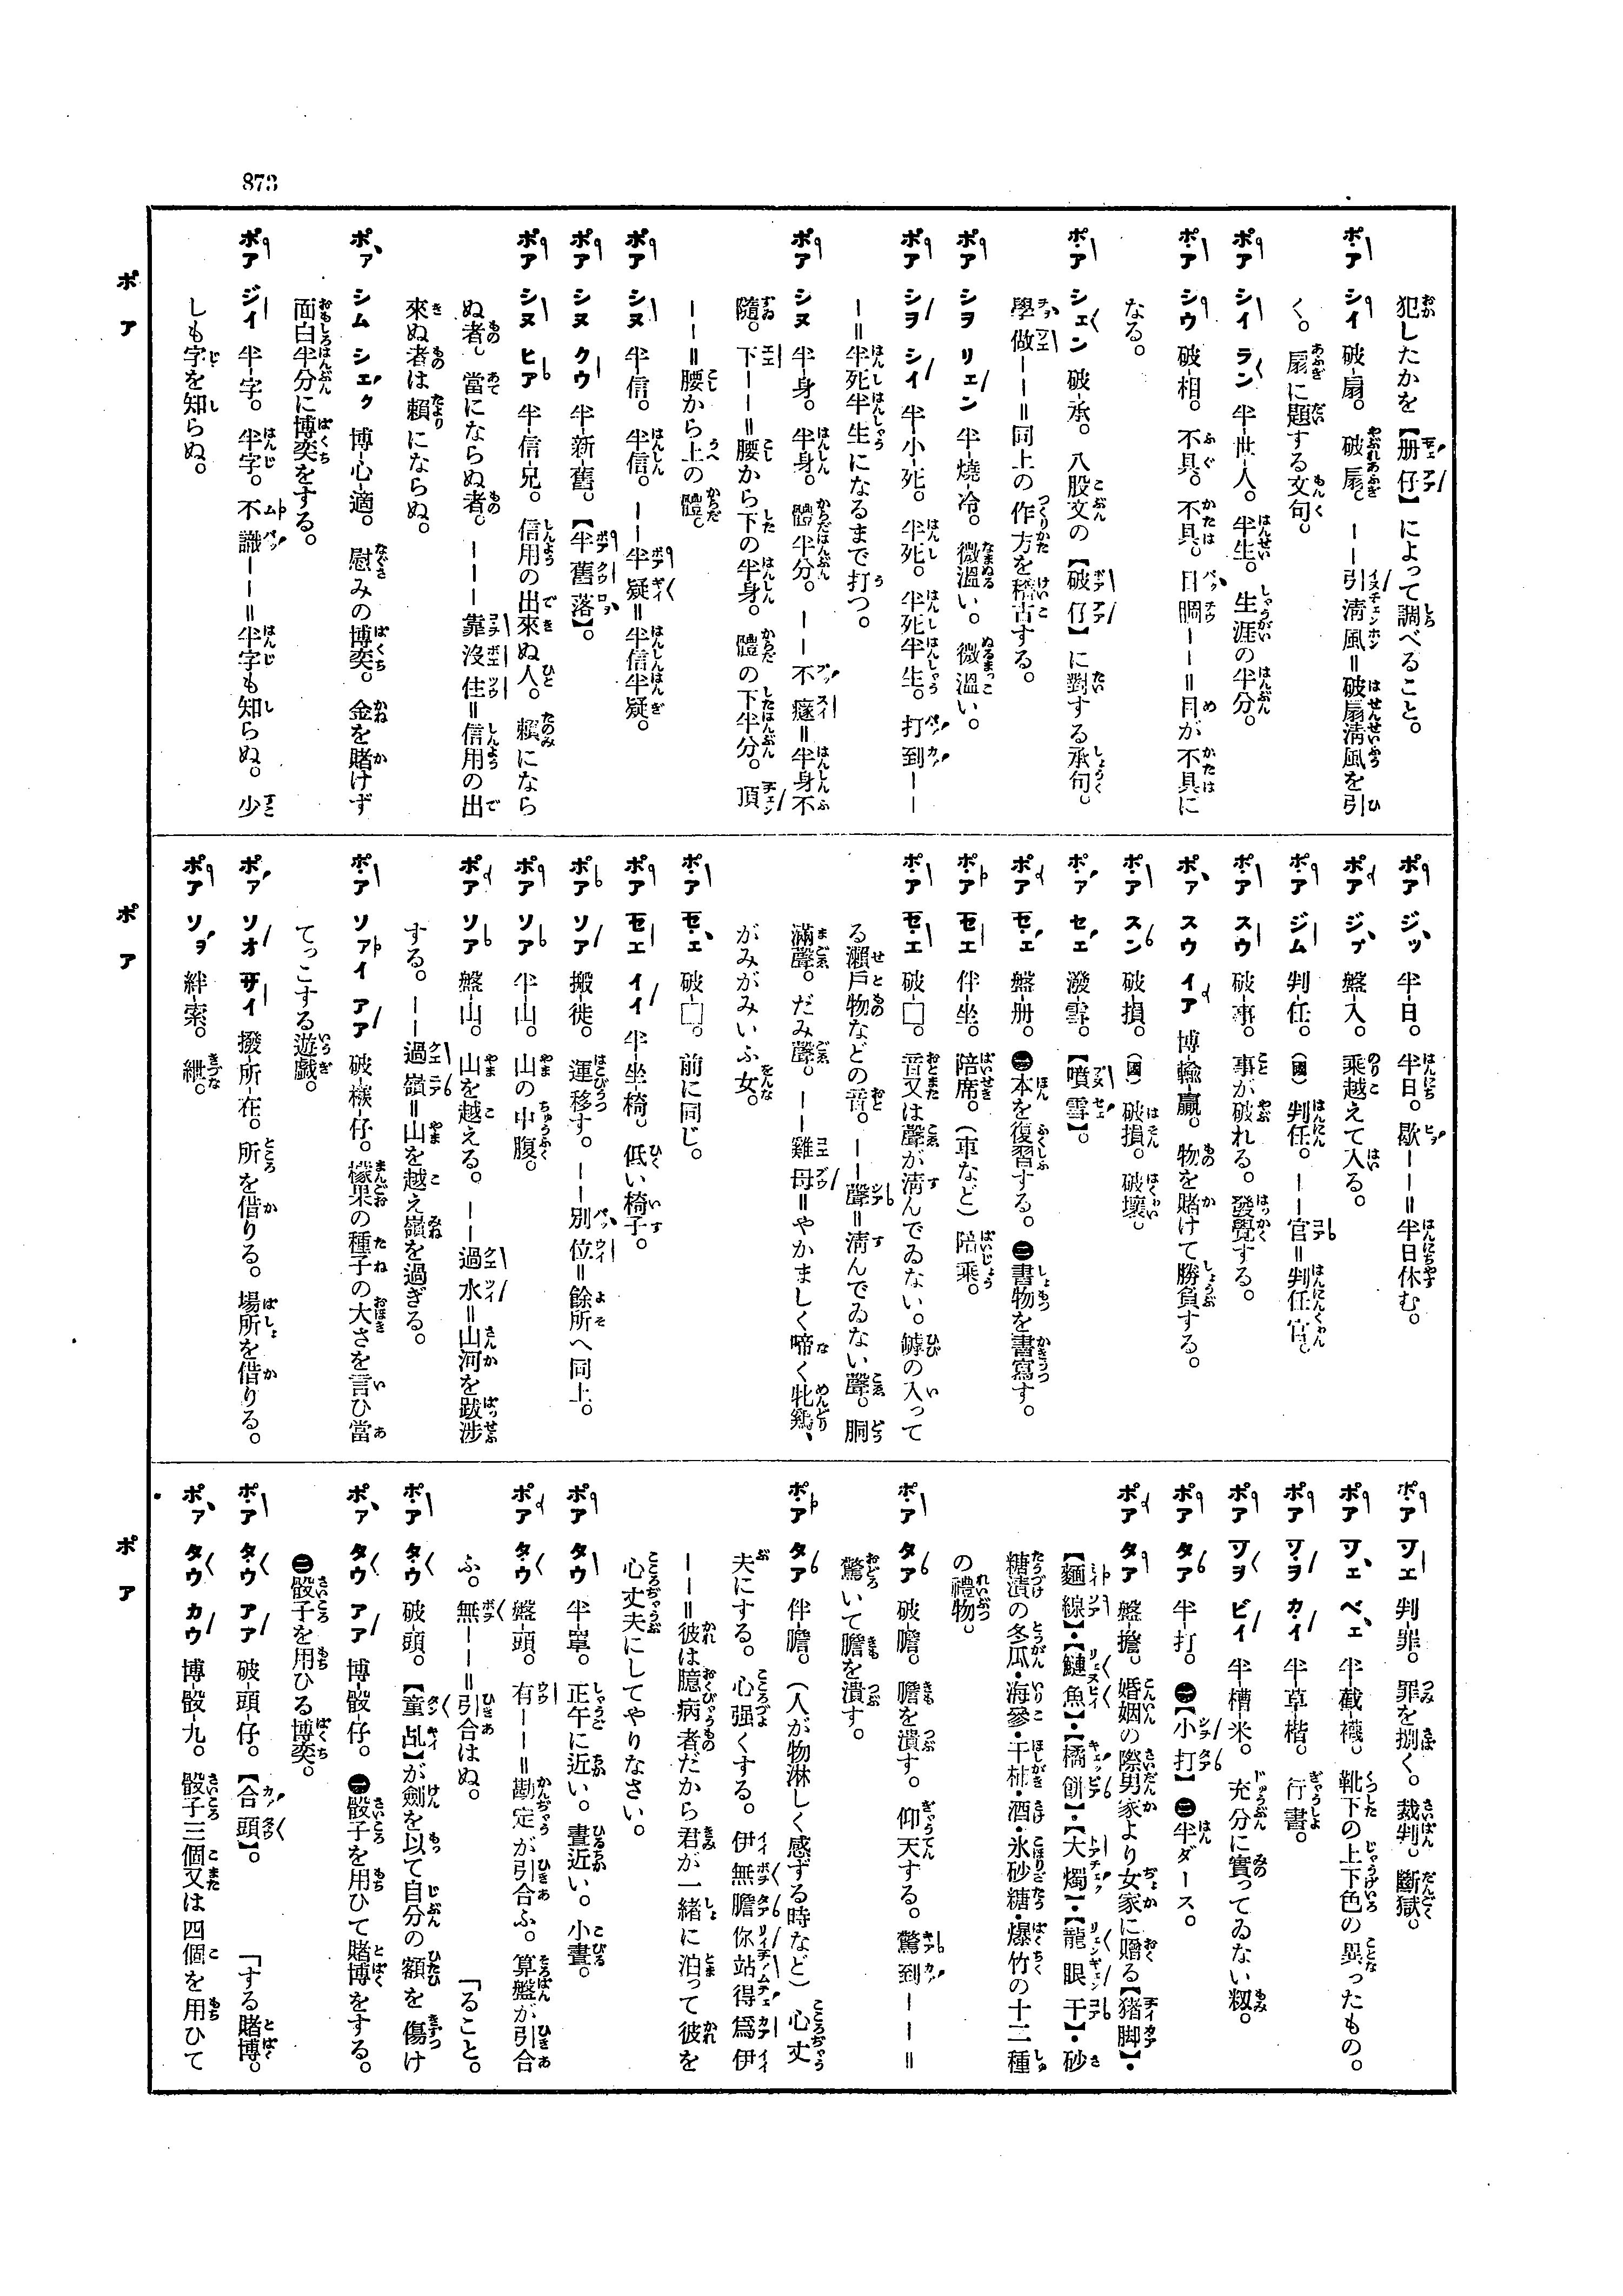 873
犯したかを【册仔】によって調べること。
ポア シイ 破-扇。破扇。――引淸風=破扇淸風を引
く。扇に題する文句。
ポア シイ ラン 半-世-人。半生。生涯の半分。
ポア シウ 破-相。不具。不具。目睭――=目が不具に
なる。
ポア シェン 破-承。八股文の【破仔】に對する承句。
學做――=同上の作方を稽古する。
ポア シヲ リェン 半-燒-冷。微溫い。微溫い。
ポア シヲ シイ 半-小-死。半死。半死半生。打到――
―=半死半生になるまで打つ。
ポア シヌ 半-身。半身。體半分。――不癁=半身不
隨。下――=腰から下の半身。體の下半分。頂
――=腰から上の體。
ポア シヌ 半-信。半信。――半疑=半信半疑。
ポア シヌ クウ 半-新-舊。【半舊落】。
ポア シヌ ヒア 半-信-兄。信用の出來ぬ人。賴になら
ぬ者。當にならぬ者。―――靠沒住=信用の出
來ぬ者は賴にならぬ。
ポァ シム シェク 博-心-適。慰みの博奕。金を賭けず
面白半分に博奕をする。
ポア ジイ 半-字。半字。不識――=半字も知らぬ。少
しも字を知らぬ。
ポア ジッ 半-日。半日。歇――=半日休む。
ポア ジプ 盤-入。乘越えて入る。
ポア ジム 判-任。(國)判任。――官=判任官。
ポア スウ 破-事。事が破れる。發覺する。
ポァ スウ イア 博-輸-贏。物を賭けて勝負する。
ポア スン 破-損。(國)破損。破壞。
ポァ セェ 潑-雪。【噴雪】。
ポア セェ 盤-册。㊀本を復習する。㊁書物を書寫す。
ポア セエ 伴-坐。陪席。(車など)陪乘。
ポア セエ 破-□。音又は聲が淸んでゐない。罅の入って
る瀨戶物などの音。――聲=淸んでゐない聲。胴
滿聲。だみ聲。――雞母=やかましく啼く牝鷄、
がみがみいふ女。
ポア セェ 破-□。前に同じ。
ポア セエ イイ 半-坐-椅。低い椅子。
ポア ソア 搬-徙。運移す。――別位=餘所へ同上。
ポア ソア 半-山。山の中腹。
ポア ソア 盤-山。山を越える。――過水=山河を跋涉
する。――過嶺=山を越え嶺を過ぎる。
ポア ソァイ アア 破-檨-仔。檬果の種子の大さを言ひ當
てっこする遊戲。
ポァ ソオ サイ 撥-所-在。所を借りる。場所を借りる。
ポア ソヲ 絆-索。紲。
ポア ツエ 判-罪。罪を捌く。裁判。斷獄。
ポア ツェ ベェ 半-截-襪。靴下の上下色の異ったもの。
ポア ツヲ カイ 半-草-楷。行書。
ポア ツヲ ビイ 半-槽-米。充分に實ってゐない籾。
ポア タア 半-打。㊀【小打】㊁半ダース。
ポア タア 盤-擔。婚姻の際男家より女家に贈る【猪脚】・
【麵線】・【鰱魚】・【橘餅】・【大燭】・【龍眼干】・砂
糖漬の冬瓜・海參・干柿・酒・氷砂糖・爆竹の十二種
の禮物。
ポア タア 破-膽。膽を潰す。仰天する。驚到――=
驚いて膽を潰す。
ポア タア 伴-膽。(人が物淋しく感ずる時など)心丈
夫にする。心强くする。伊無膽你站得爲伊
――=彼は臆病者だから君が一緖に泊って彼を
心丈夫にしてやりなさい。
ポア タウ 半-罩。正午に近い。晝近い。小晝。
ポア タウ 盤-頭。有――=勘定が引合ふ。算盤が引合
ふ。無――=引合はぬ。 「ること。
ポア タウ 破-頭。【童乩】が劍を以て自分の額を傷け
ポァ タウ アア 博-骰-仔。㊀骰子を用ひて賭博をする。
㊁骰子を用ひる博奕。
ポア タウ アア 破-頭-仔。【合頭】。 「する賭博。
ポァ タウ カウ 博-骰-九。骰子三個又は四個を用ひて
ポア
ポア
ポア